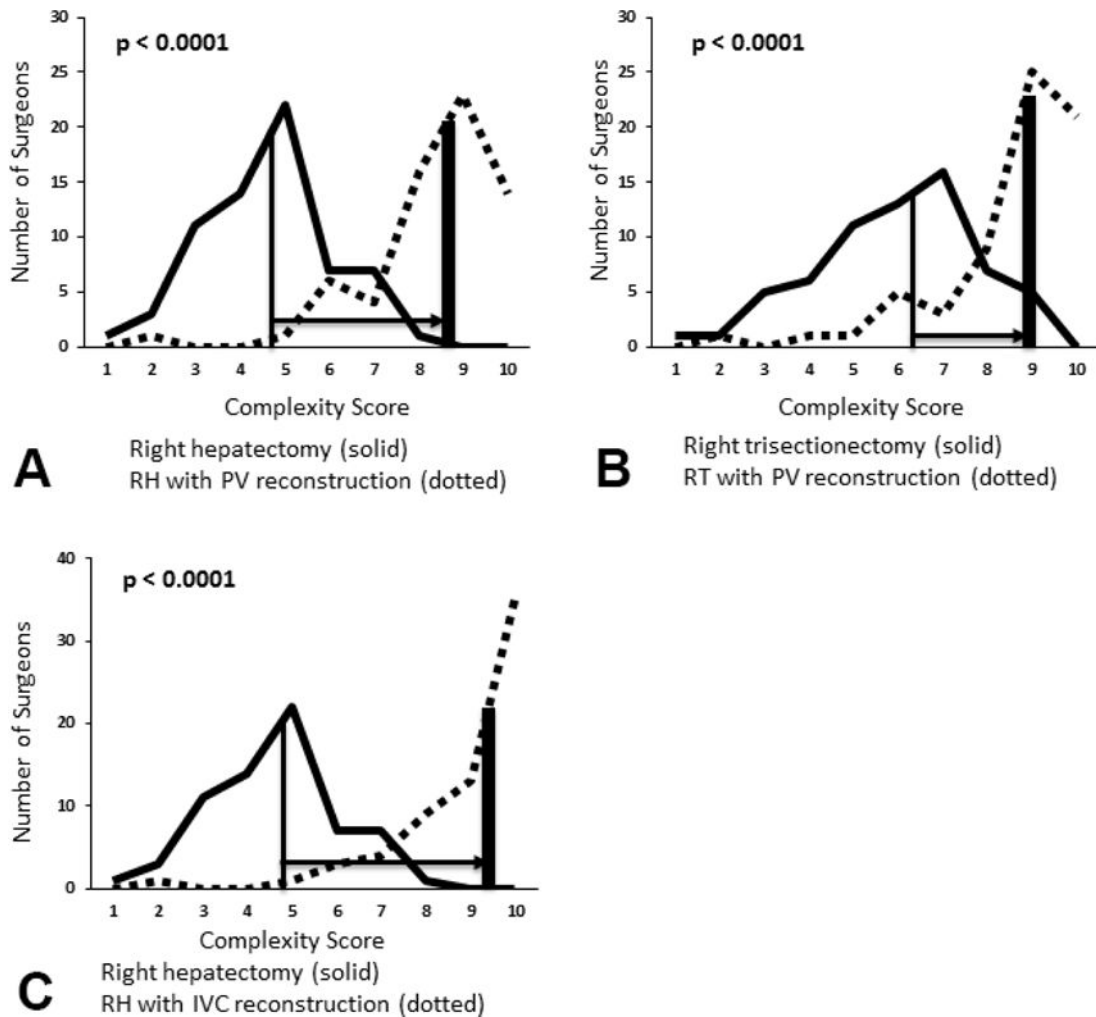 p < 0.0001
Number of Surgeons
30
25
20
15
10
5
0
1 2 3 4 5 6 7 8 9 10
Complexity Score
A
Right hepatectomy (solid)
RH with PV reconstruction (dotted)
p < 0.0001
Number of Surgeons
30
25
20
15
10
5
0
1 2 3 4 5 6 7 8 9 10
Complexity Score
B
Right trisectionectomy (solid)
RT with PV reconstruction (dotted)
p < 0.0001
Number of Surgeons
40
30
20
10
0
1 2 3 4 5 6 7 8 9 10
Complexity Score
C
Right hepatectomy (solid)
RH with IVC reconstruction (dotted)